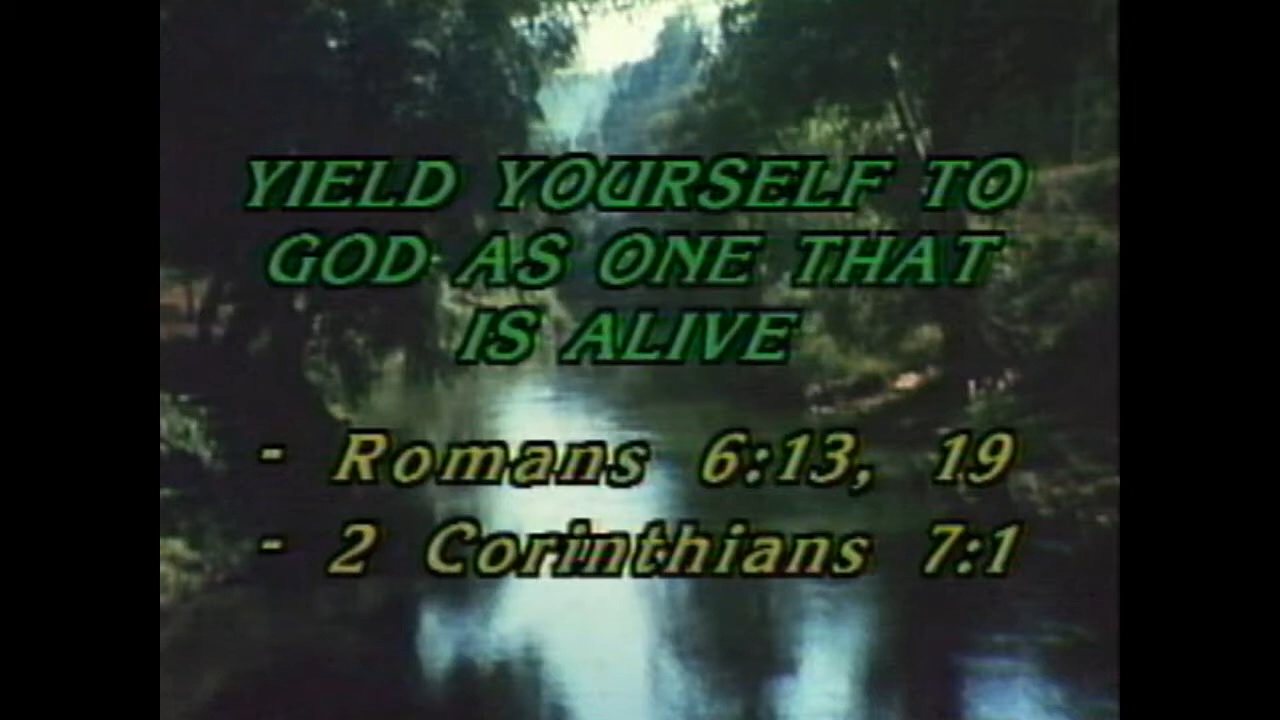 YIELD YOURSELF TO
GOD AS ONE THAT
IS ALIVE
- Romans 6:13, 19
- 2 Corinthians 7:1